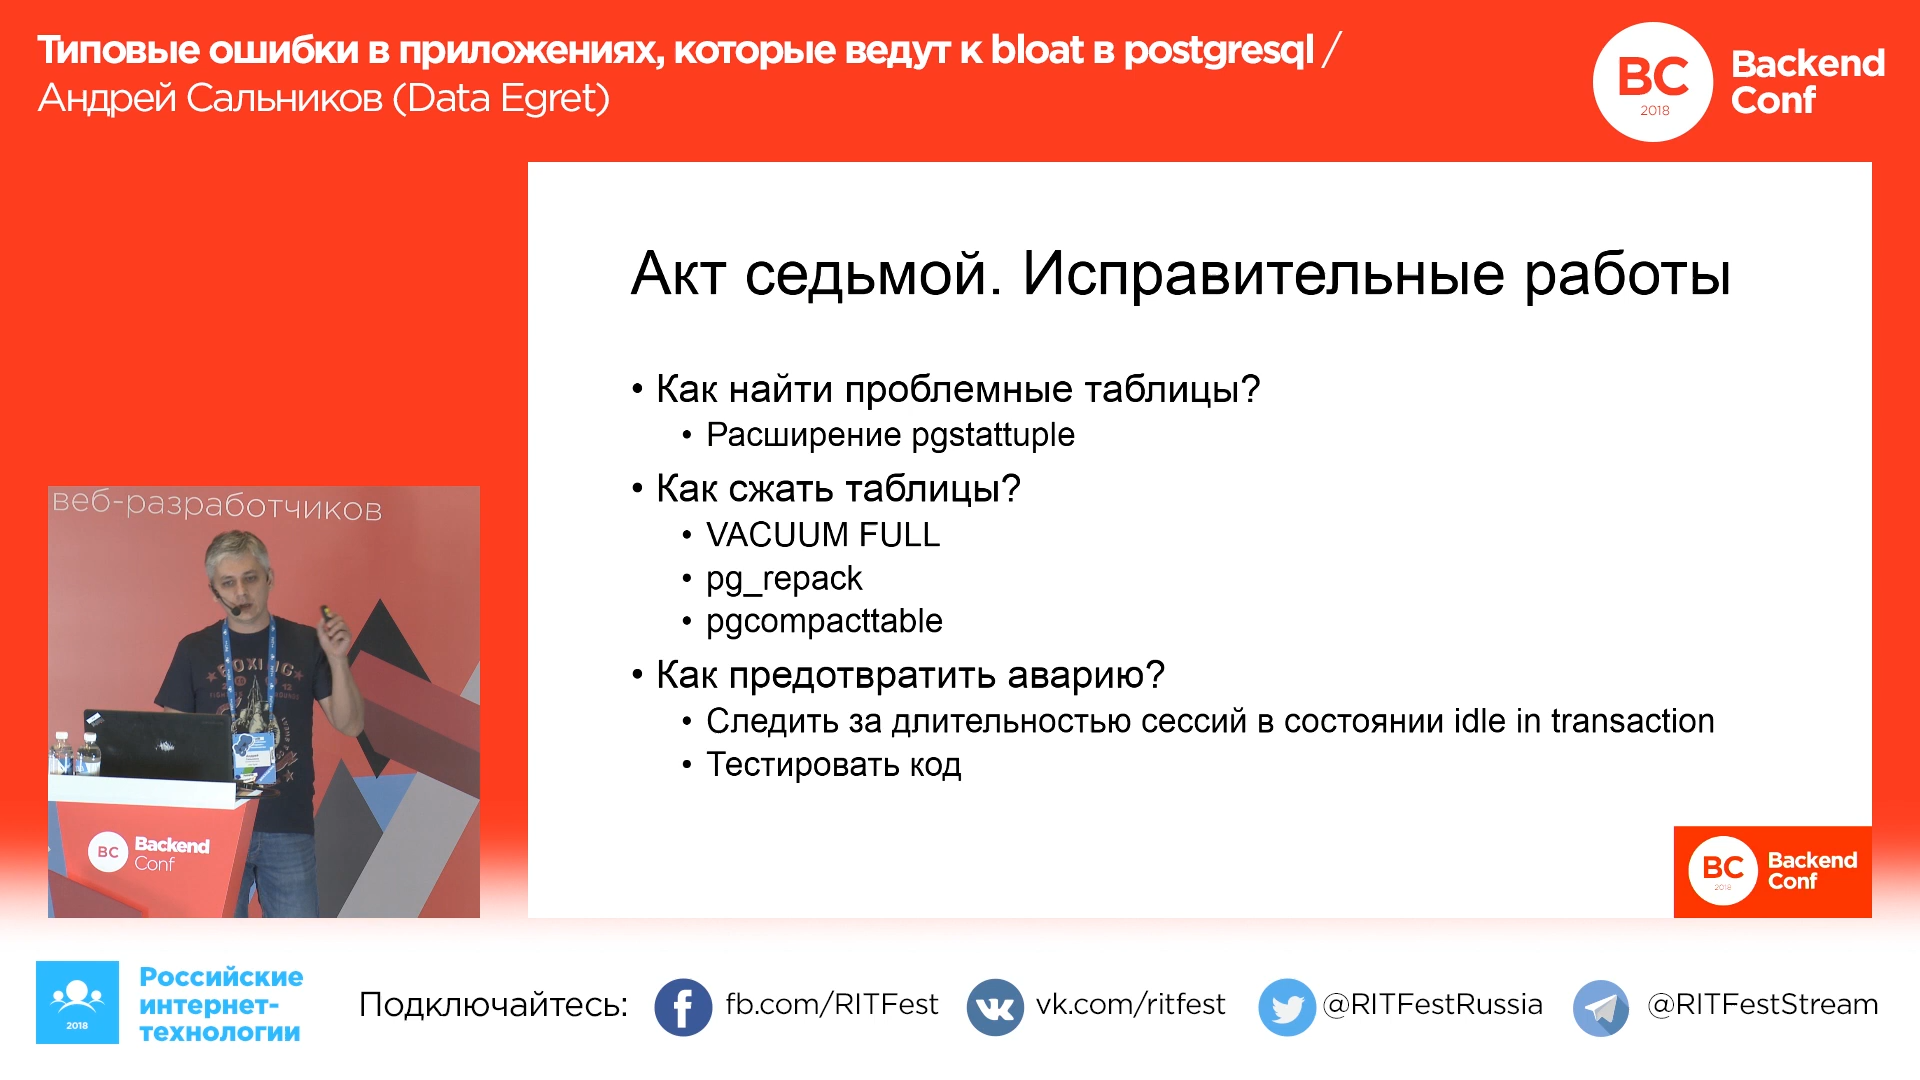 Типовые ошибки в приложениях, которые ведут к bloat в postgresql /
Андрей Сальников (Data Egret)
BC
2018
Backend
Conf
Акт седьмой. Исправительные работы
• Как найти проблемные таблицы?
• Расширение pgstattuple
• Как сжать таблицы?
• VACUUM FULL
• pg_repack
• pgcompacttable
• Как предотвратить аварию?
• Следить за длительностью сессий в состоянии idle in transaction
• Тестировать код
BC
2018
Backend
Conf
веб-разработчиков
BC
Backend
Conf
2018
Российские
интернет-
технологии
Подключайтесь:
fb.com/RITFest
vk.com/ritfest
@RITFestRussia
@RITFestStream